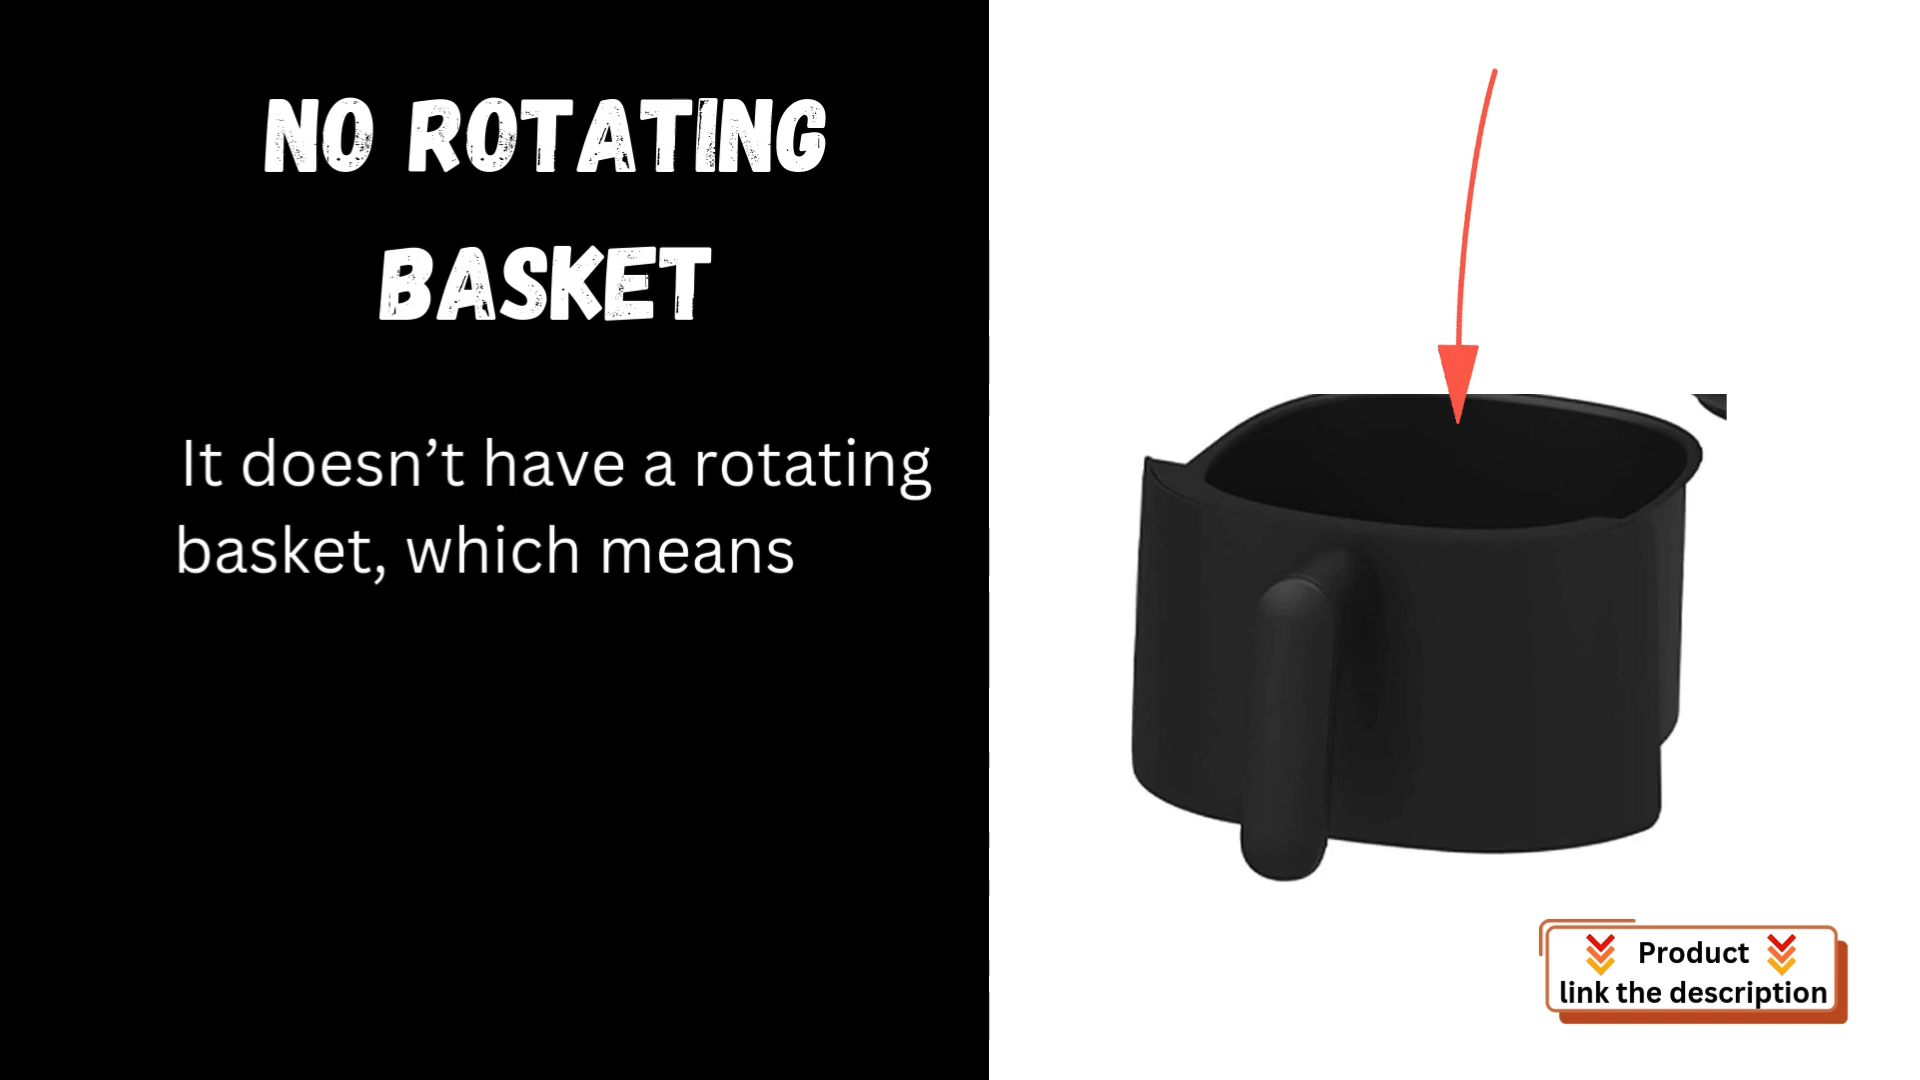 NO ROTATING
BASKET
It doesn’t have a rotating
basket, which means
Product
link the description